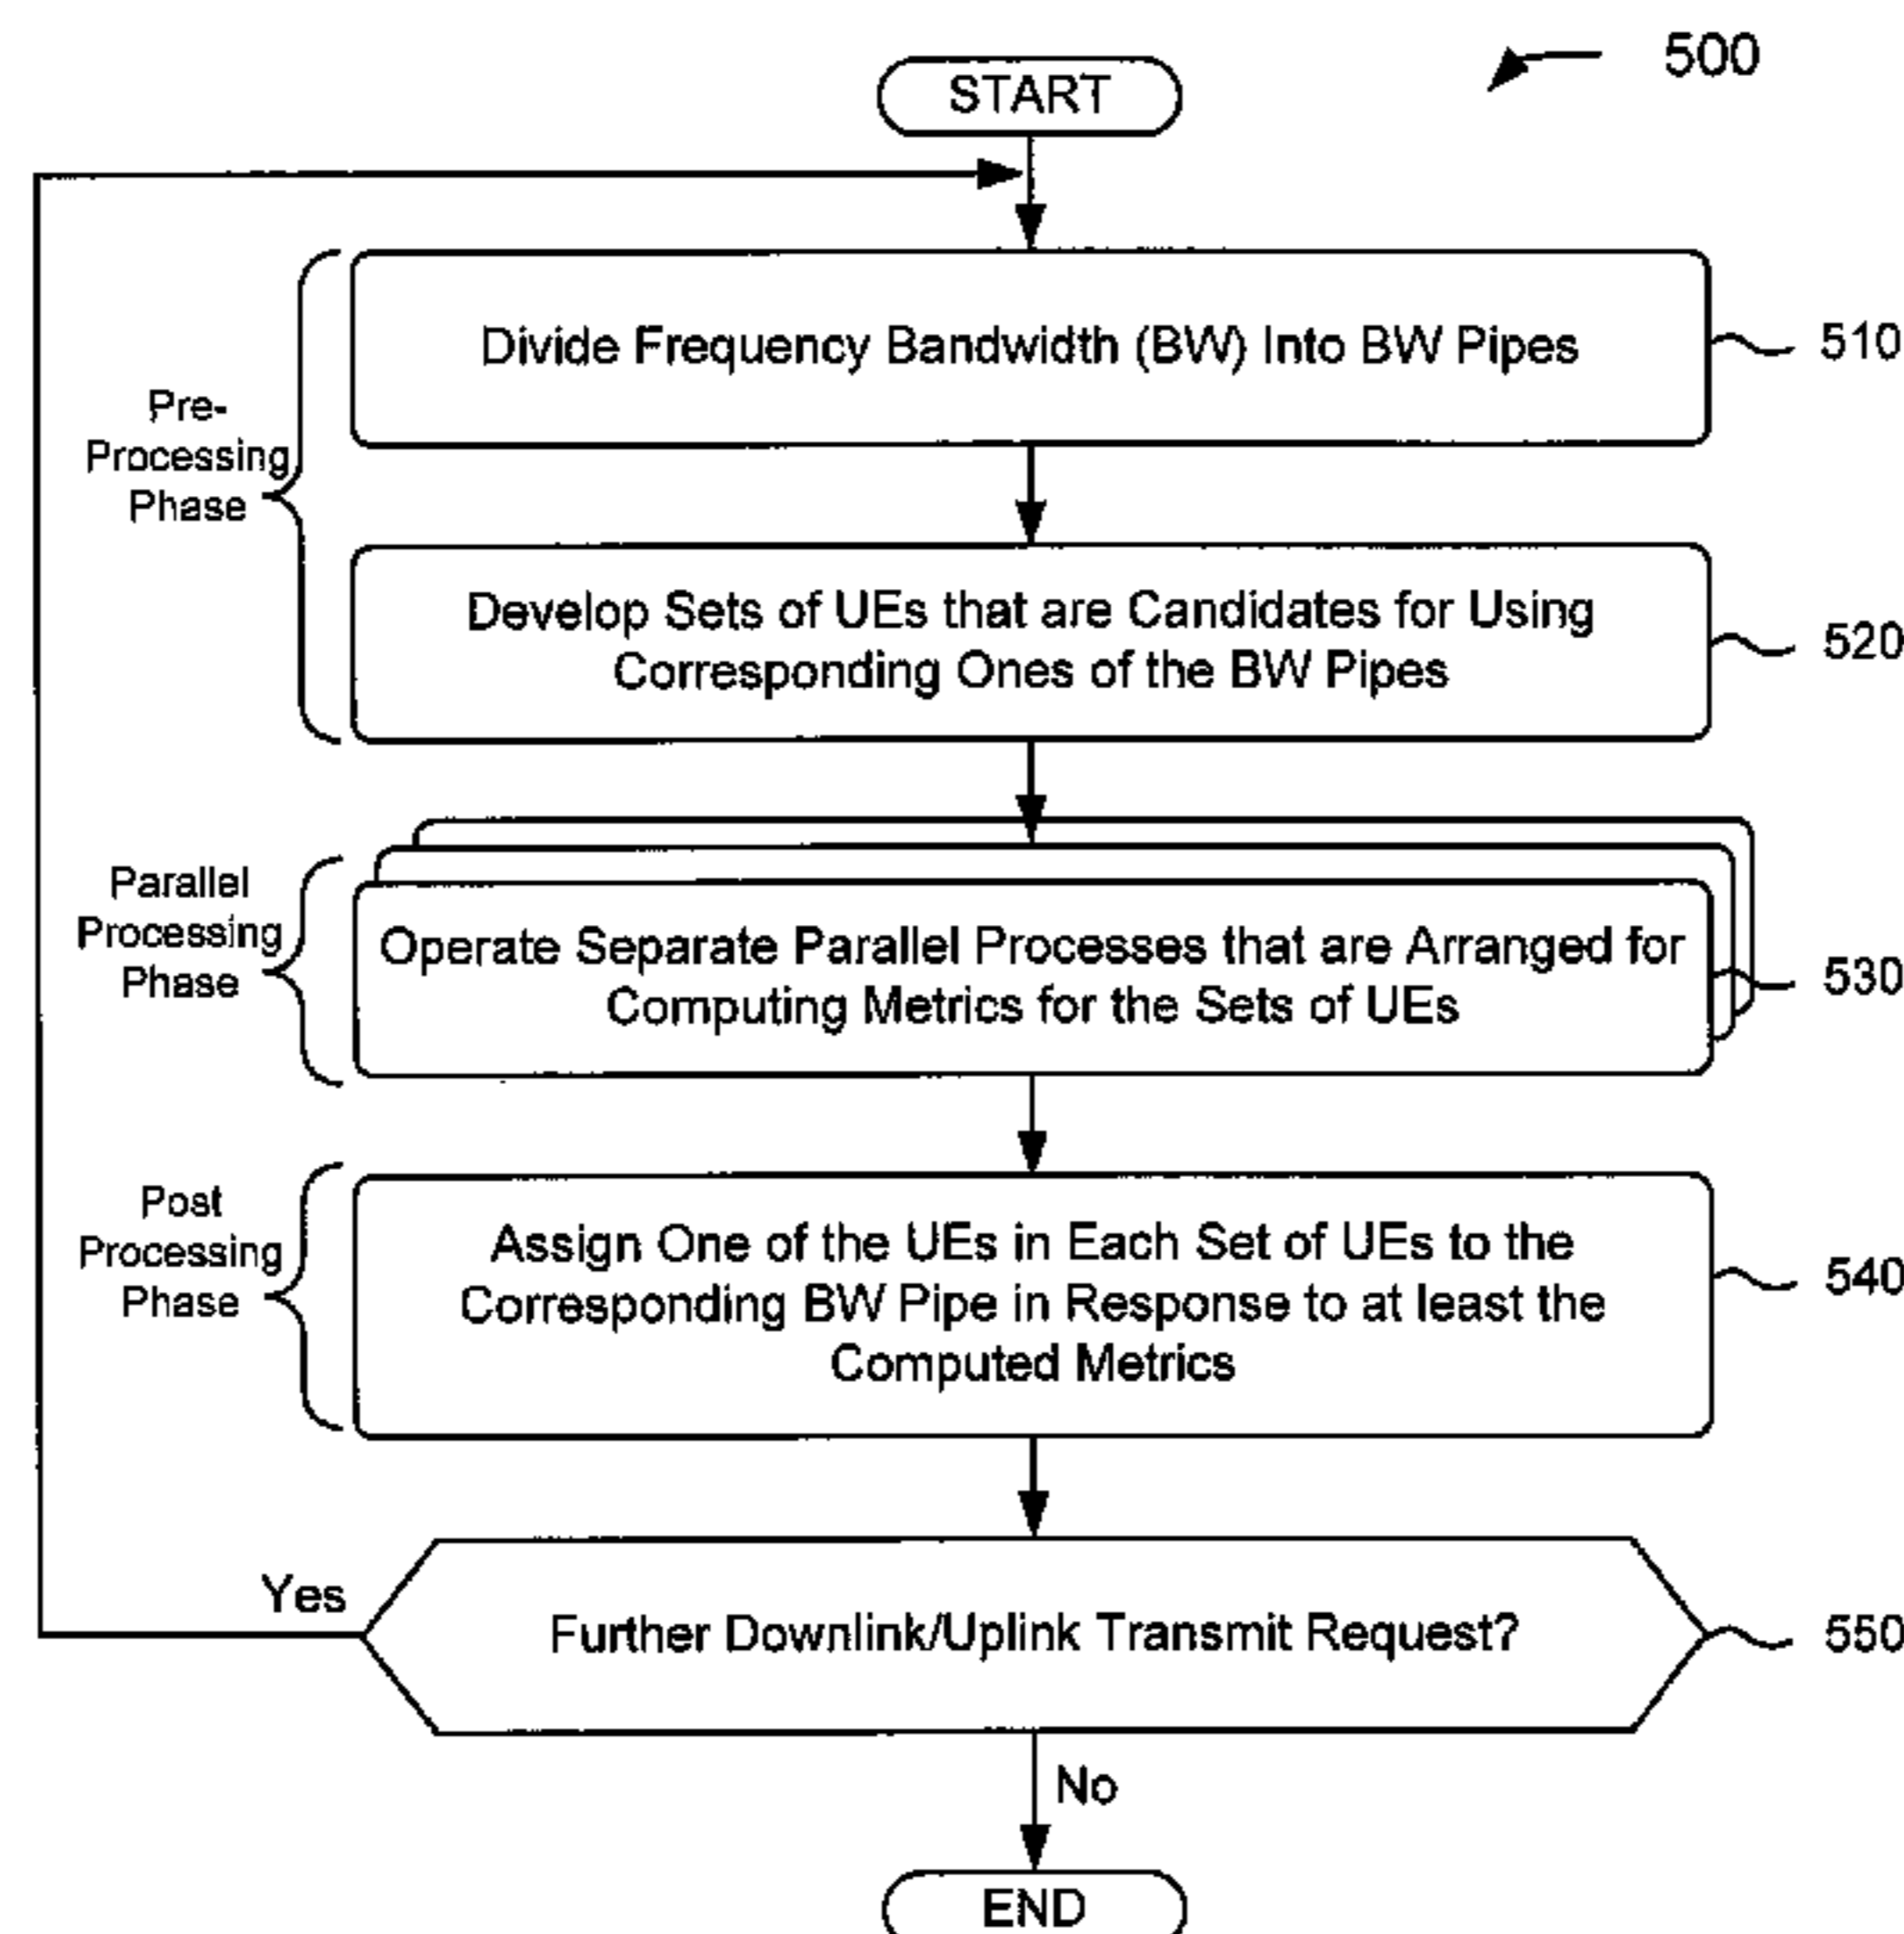 500
START
Divide Frequency Bandwidth (BW) Into BW Pipes
510
Pre-
Processing
Phase
Develop Sets of UEs that are Candidates for Using
Corresponding Ones of the BW Pipes
520
Parallel
Processing
Phase
Operate Separate Parallel Processes that are Arranged for
Computing Metrics for the Sets of UEs
530
Post
Processing
Phase
Assign One of the UEs in Each Set of UEs to the
Corresponding BW Pipe in Response to at least the
Computed Metrics
540
Yes
Further Downlink/Uplink Transmit Request?
550
No
END